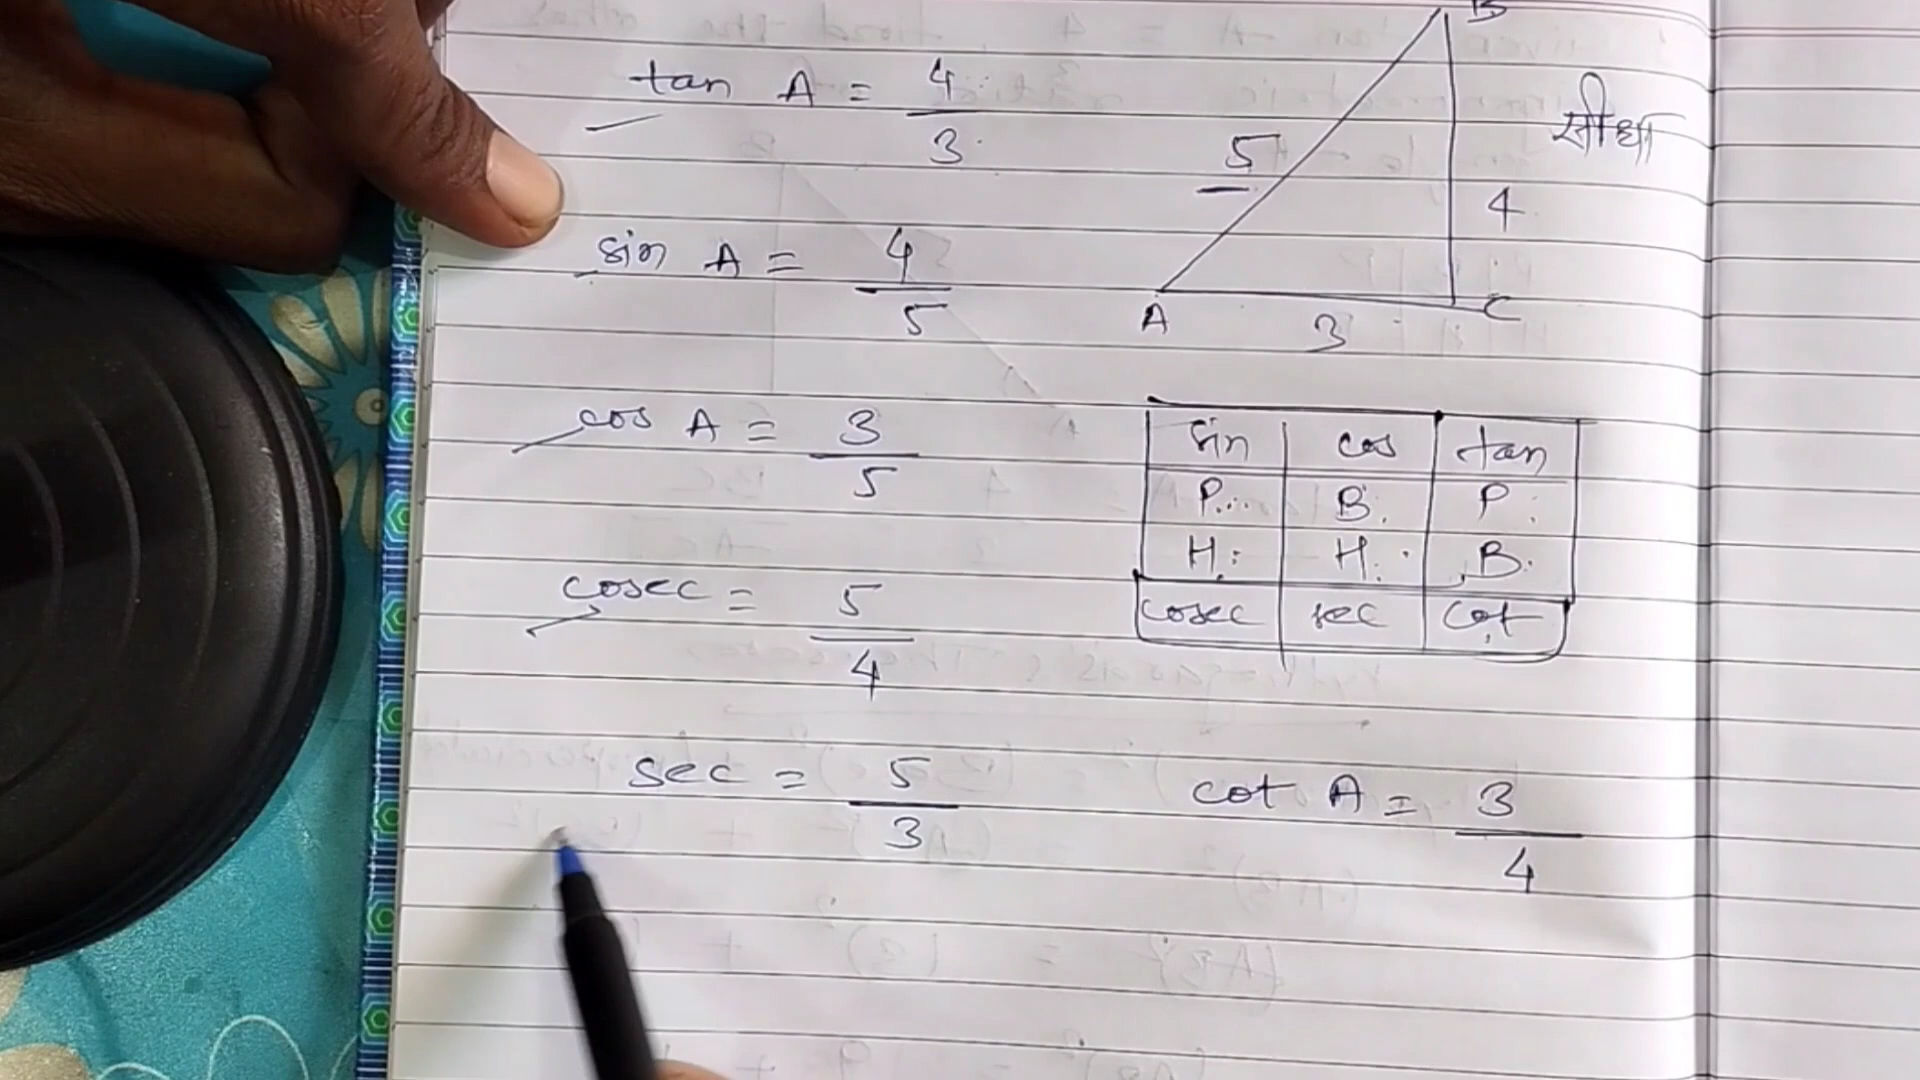 tan A = 4/3
B
सीधा
5
4
sin A = 4/5
A
3
C
cos A = 3/5
sin cos tan
P B P
H H B
cosec sec cot
cosec = 5/4
sec = 5/3
cot A = 3/4